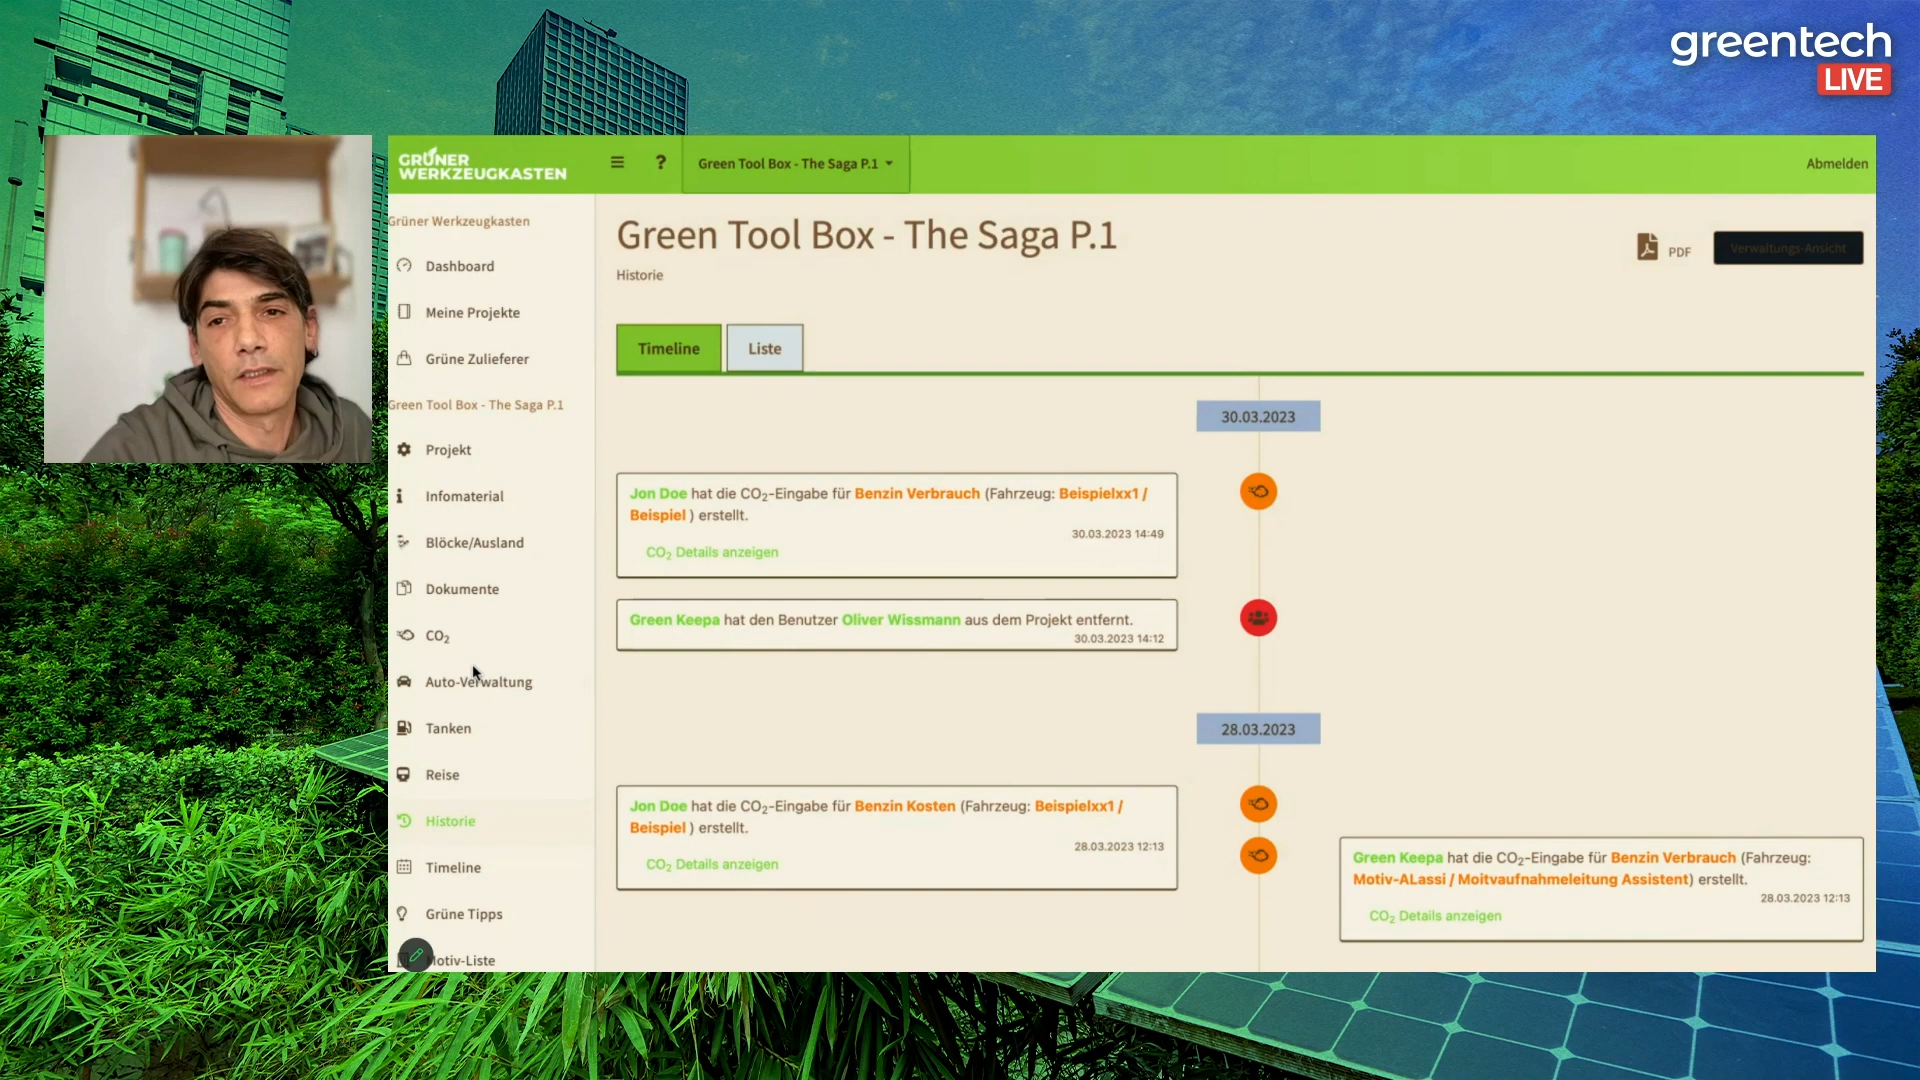 greentech
LIVE
GRÜNER
WERKZEUGKASTEN
?
Green Tool Box - The Saga P.1
Abmelden
Grüner Werkzeugkasten
Dashboard
Meine Projekte
Grüne Zulieferer
Green Tool Box - The Saga P.1
Projekt
Infomaterial
Blöcke/Ausland
Dokumente
CO₂
Auto-Verwaltung
Tanken
Reise
Historie
Timeline
Grüne Tipps
Motiv-Liste
Green Tool Box - The Saga P.1
Historie
PDF
Verwaltungs-Ansicht
Timeline
Liste
30.03.2023
Jon Doe hat die CO₂-Eingabe für Benzin Verbrauch (Fahrzeug: Beispielxx1 /
Beispiel ) erstellt.
30.03.2023 14:49
CO₂ Details anzeigen
Green Keepa hat den Benutzer Oliver Wissmann aus dem Projekt entfernt.
30.03.2023 14:12
28.03.2023
Jon Doe hat die CO₂-Eingabe für Benzin Kosten (Fahrzeug: Beispielxx1 /
Beispiel ) erstellt.
28.03.2023 12:13
CO₂ Details anzeigen
Green Keepa hat die CO₂-Eingabe für Benzin Verbrauch (Fahrzeug:
Motiv-ALassi / Moitvaufnahmeleitung Assistent) erstellt.
28.03.2023 12:13
CO₂ Details anzeigen